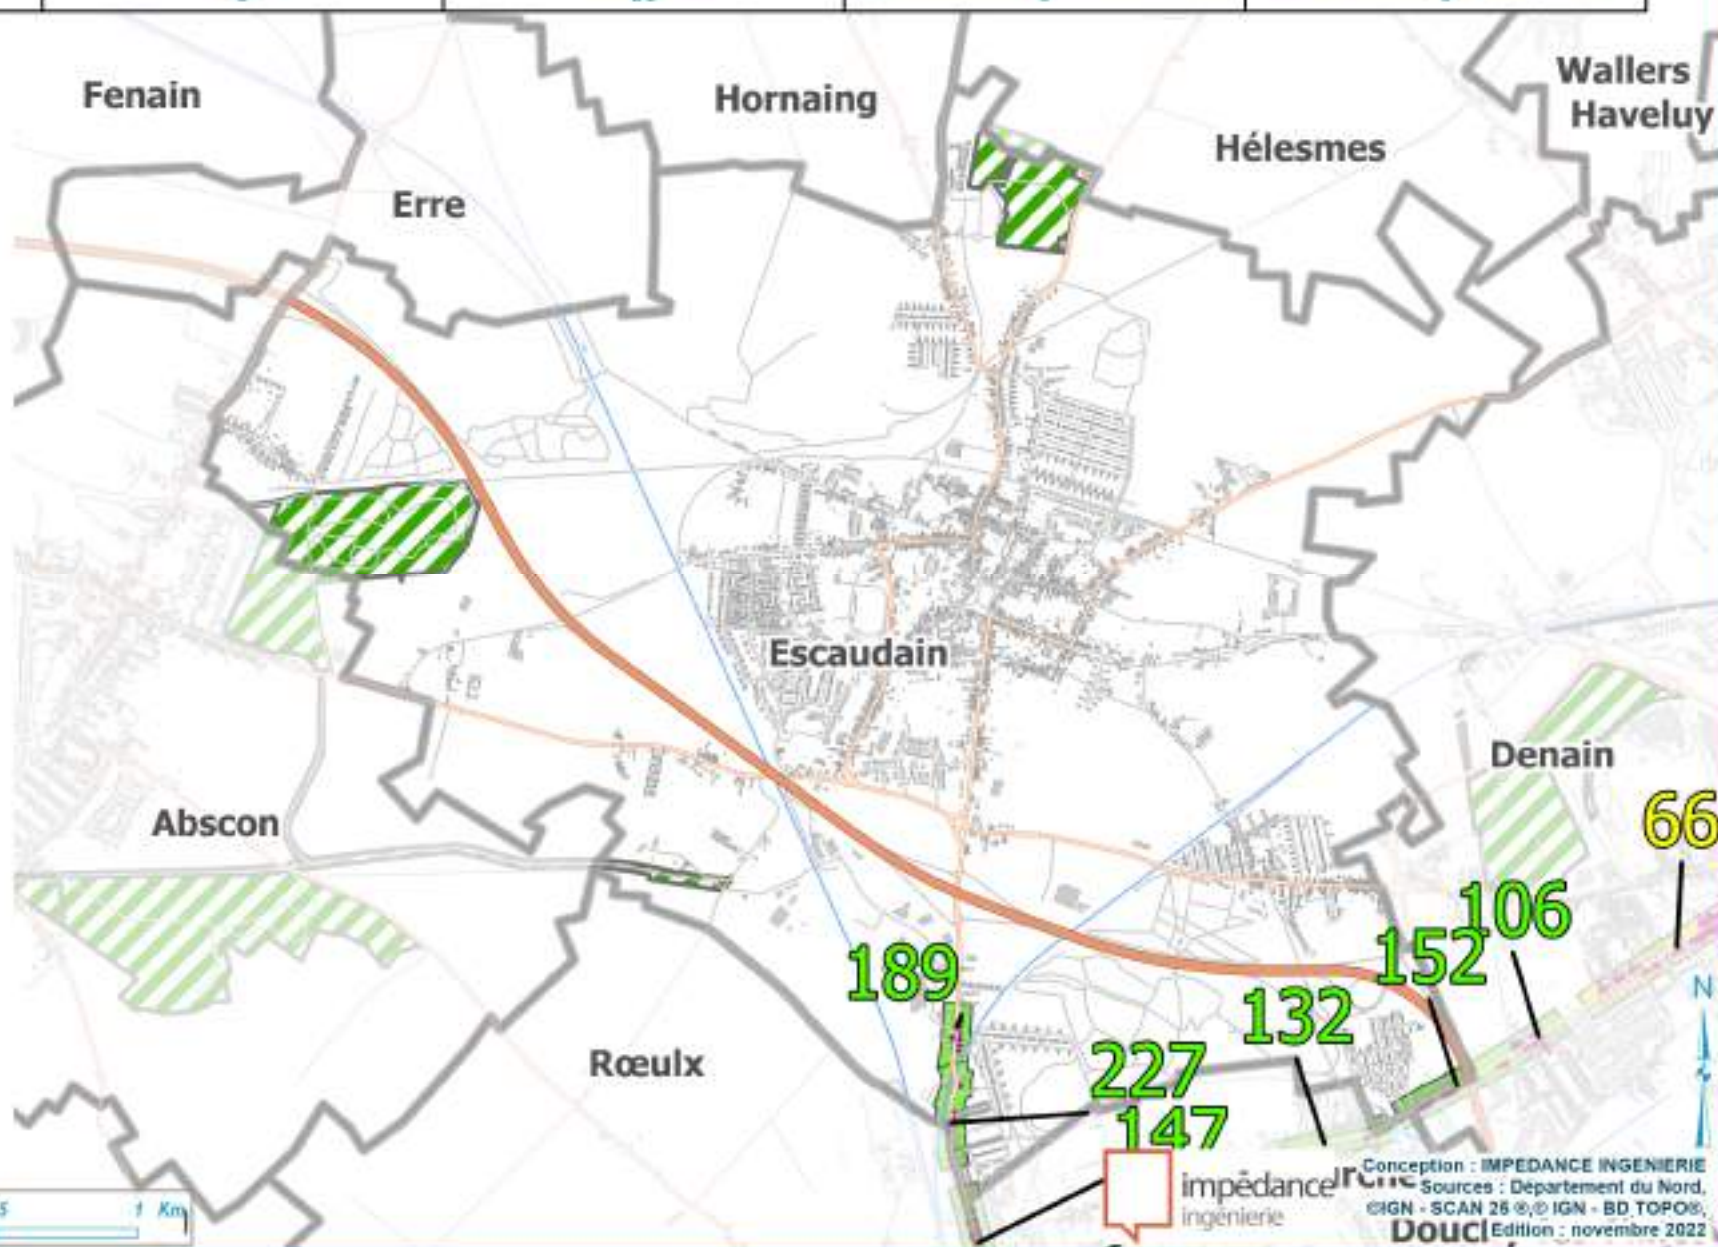 Fenain
Hornaing
Wallers
Haveluy
Hélesmes
Erre
Escaudain
Denain
66
Abscon
106
152
189
N
132
Rœulx
227
147
impédance
ingénierie
Conception : IMPEDANCE INGENIERIE
Sources : Département du Nord,
©IGN - SCAN 25 ®,© IGN - BD TOPO®,
Edition : novembre 2022
1 Km